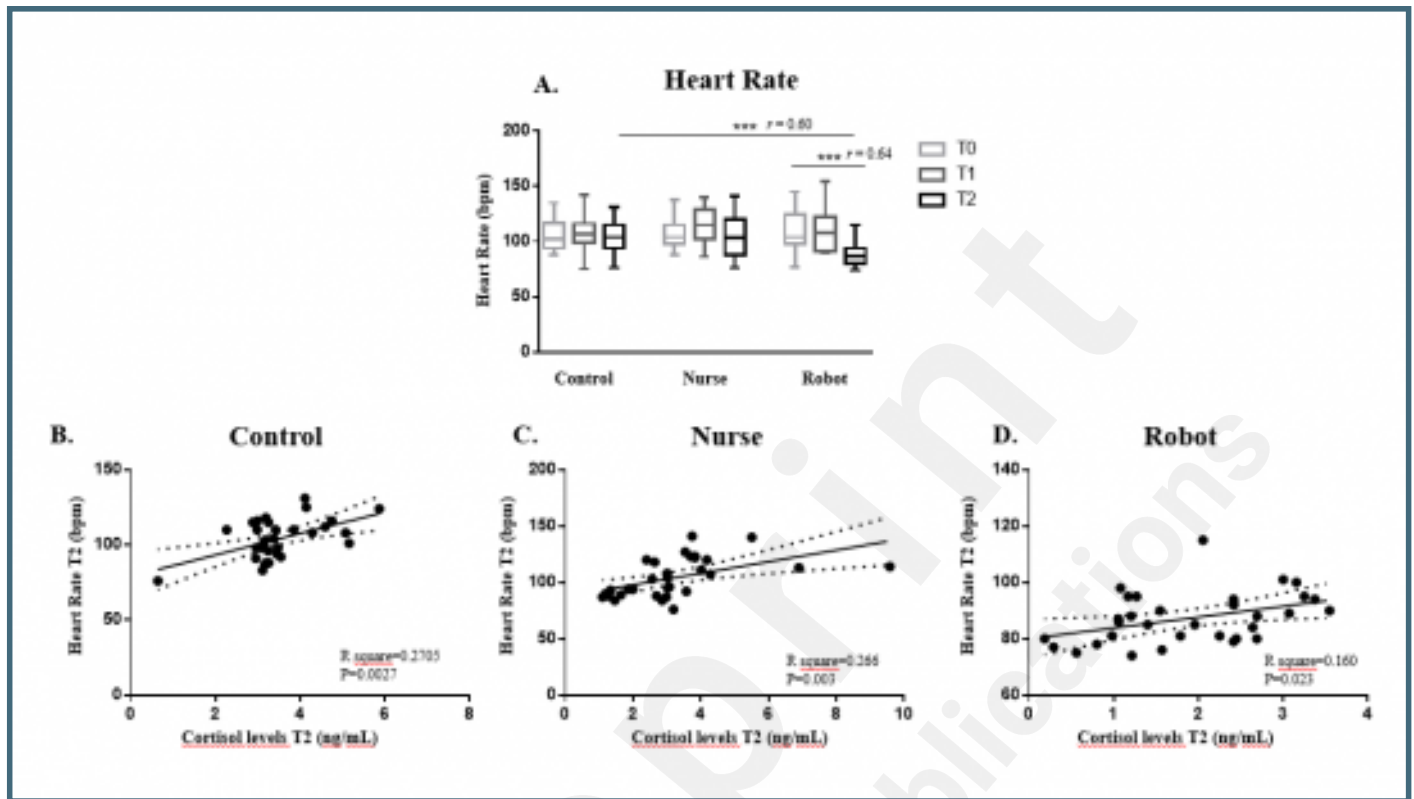 A. Heart Rate
*** r = 0.60
*** r = 0.64
200
150
100
50
0
Heart Rate (bpm)
T0
T1
T2
Control Nurse Robot
B. Control
150
100
50
0
Heart Rate T2 (bpm)
R square=0.2705
P=0.0027
0 2 4 6 8
Cortisol levels T2 (ng/mL)
C. Nurse
200
150
100
50
0
Heart Rate T2 (bpm)
R square=0.266
P=0.003
0 2 4 6 8 10
Cortisol levels T2 (ng/mL)
D. Robot
140
120
100
80
60
Heart Rate T2 (bpm)
R square=0.160
P=0.023
0 1 2 3 4
Cortisol levels T2 (ng/mL)
print
blications